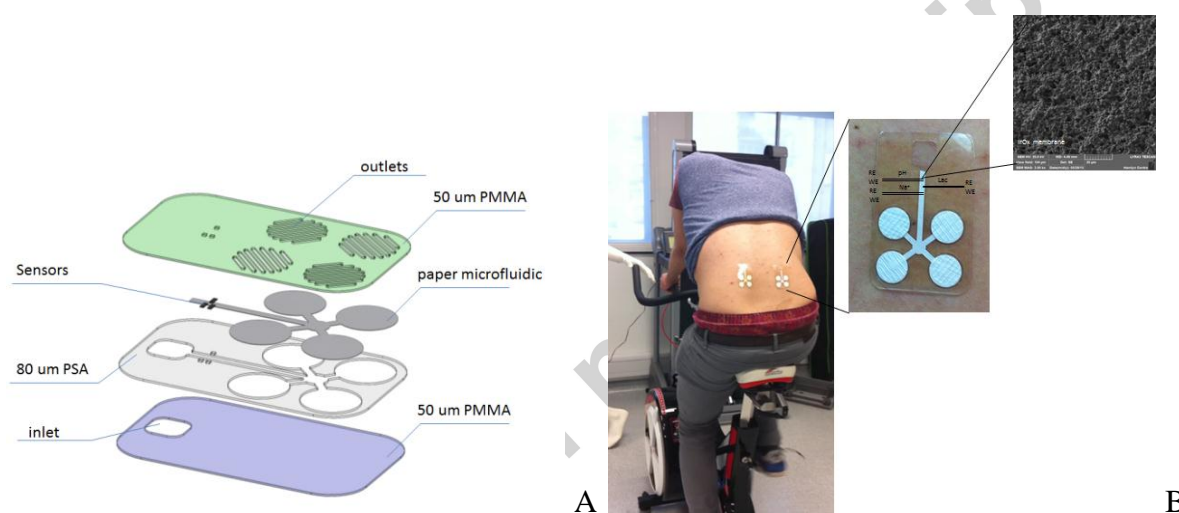 outlets
50 um PMMA
Sensors
paper microfluidic
80 um PSA
50 um PMMA
inlet
A
IrOx membrane
RE
pH
WE
Lac
RE
RE
Na+
WE
WE
B